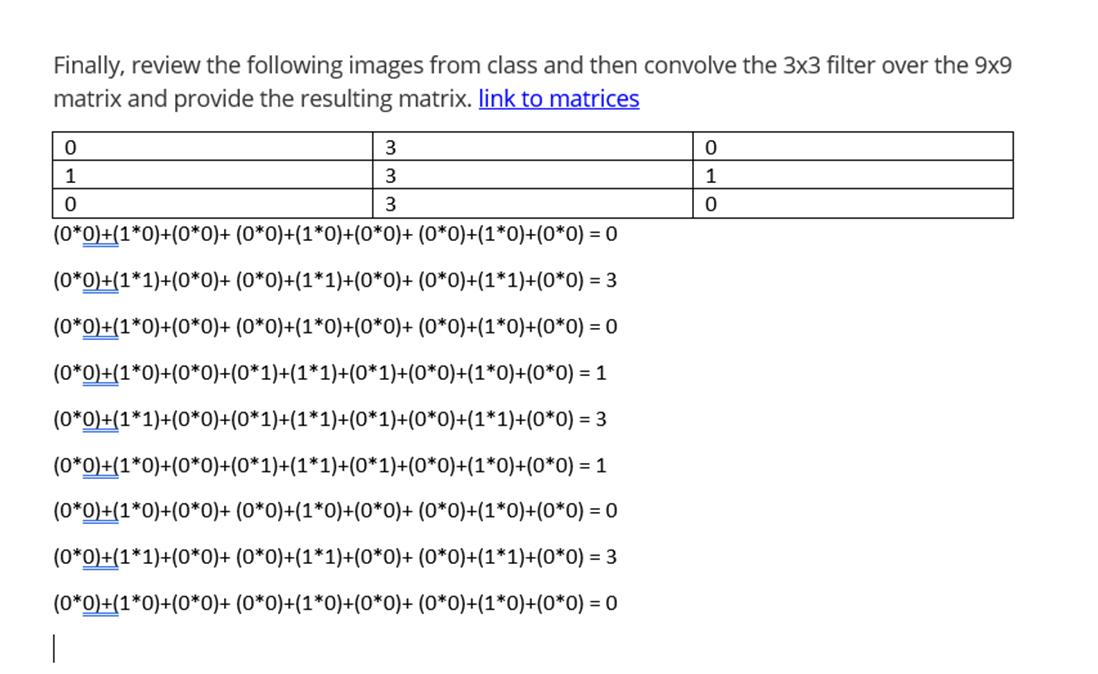 Finally, review the following images from class and then convolve the 3x3 filter over the 9x9
matrix and provide the resulting matrix. link to matrices
0 3 0
1 3 1
0 3 0
(0*0)+(1*0)+(0*0)+ (0*0)+(1*0)+(0*0)+ (0*0)+(1*0)+(0*0) = 0
(0*0)+(1*1)+(0*0)+ (0*0)+(1*1)+(0*0)+ (0*0)+(1*1)+(0*0) = 3
(0*0)+(1*0)+(0*0)+ (0*0)+(1*0)+(0*0)+ (0*0)+(1*0)+(0*0) = 0
(0*0)+(1*0)+(0*0)+(0*1)+(1*1)+(0*1)+(0*0)+(1*0)+(0*0) = 1
(0*0)+(1*1)+(0*0)+(0*1)+(1*1)+(0*1)+(0*0)+(1*1)+(0*0) = 3
(0*0)+(1*0)+(0*0)+(0*1)+(1*1)+(0*1)+(0*0)+(1*0)+(0*0) = 1
(0*0)+(1*0)+(0*0)+ (0*0)+(1*0)+(0*0)+ (0*0)+(1*0)+(0*0) = 0
(0*0)+(1*1)+(0*0)+ (0*0)+(1*1)+(0*0)+ (0*0)+(1*1)+(0*0) = 3
(0*0)+(1*0)+(0*0)+ (0*0)+(1*0)+(0*0)+ (0*0)+(1*0)+(0*0) = 0